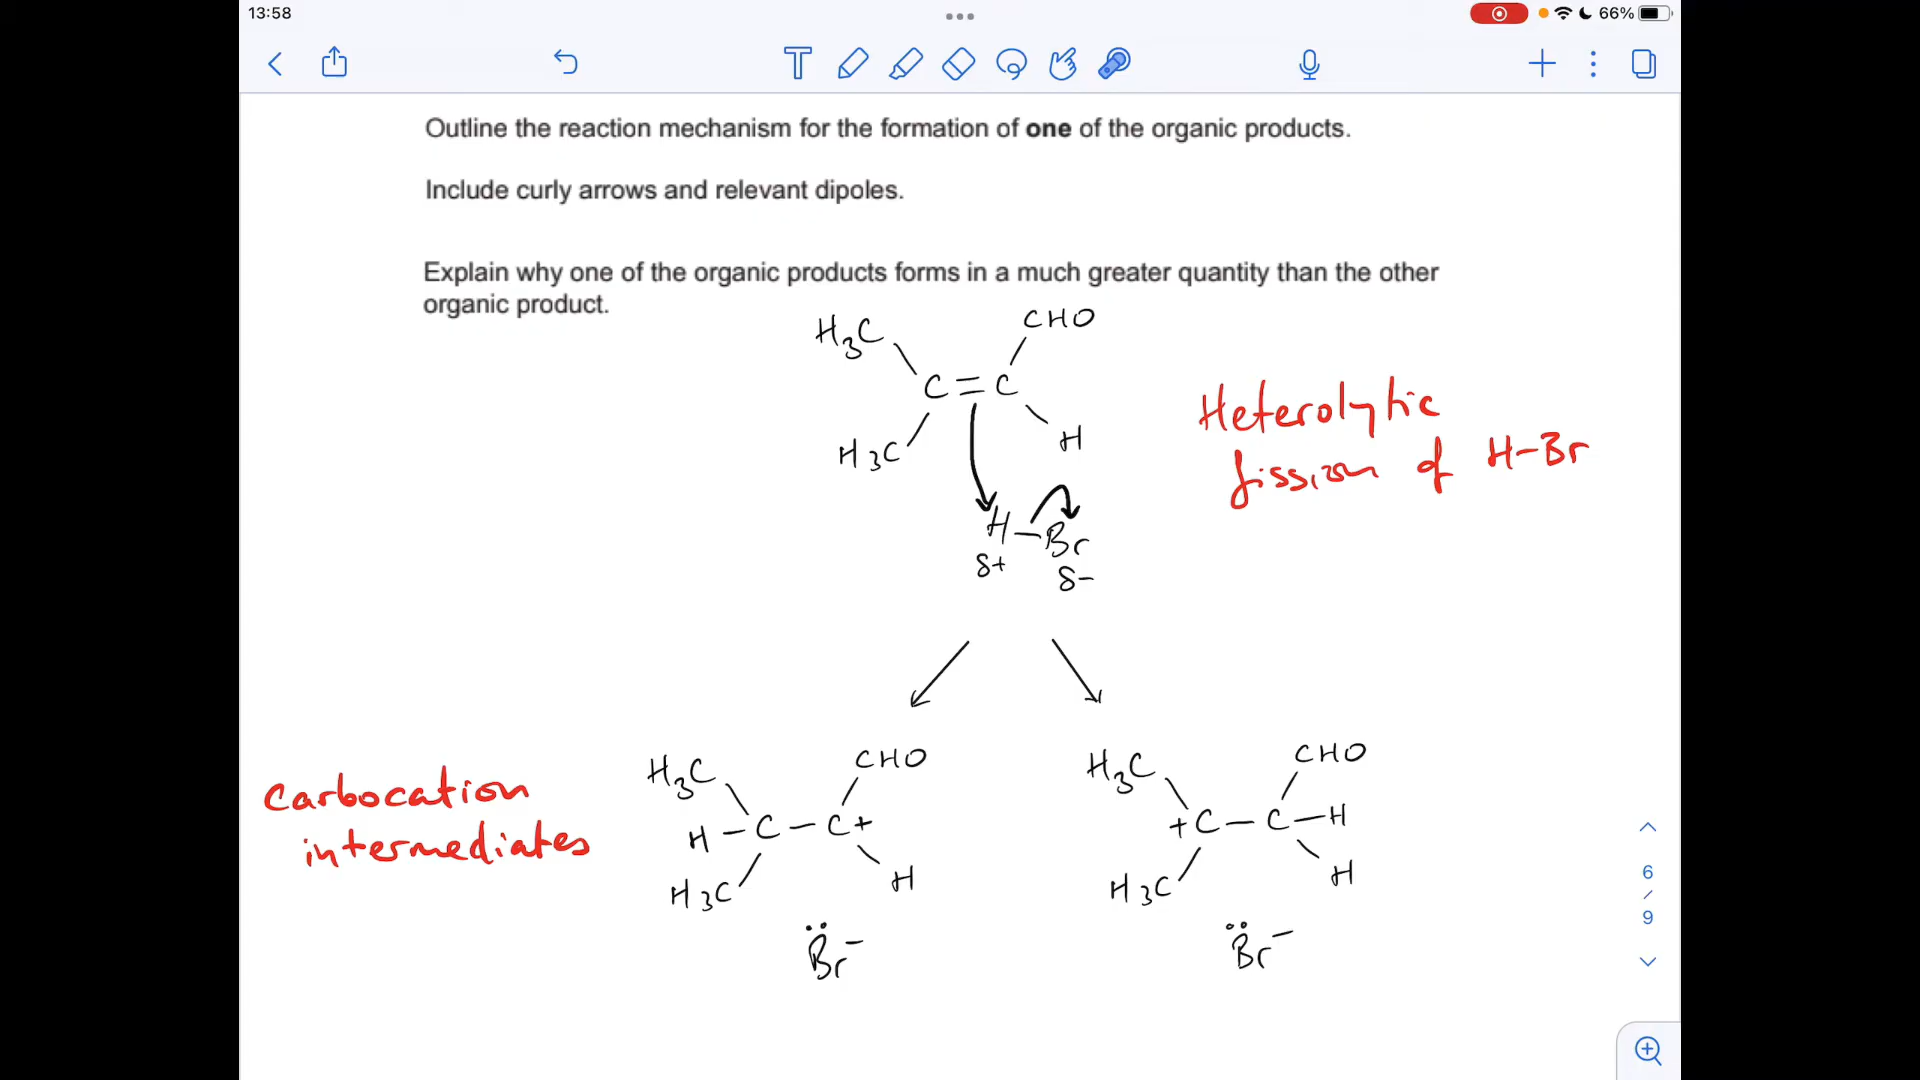 13:58
66%
Outline the reaction mechanism for the formation of one of the organic products.
Include curly arrows and relevant dipoles.
Explain why one of the organic products forms in a much greater quantity than the other
organic product.
H3C CHO
C=C
H3C H
H-Br
δ+ δ-
Heterolytic
fission of H-Br
Carbocation
intermediates
H3C CHO
H-C-C+
H3C H
:Br-
H3C CHO
+C-C-H
H3C H
:Br-
6
/
9